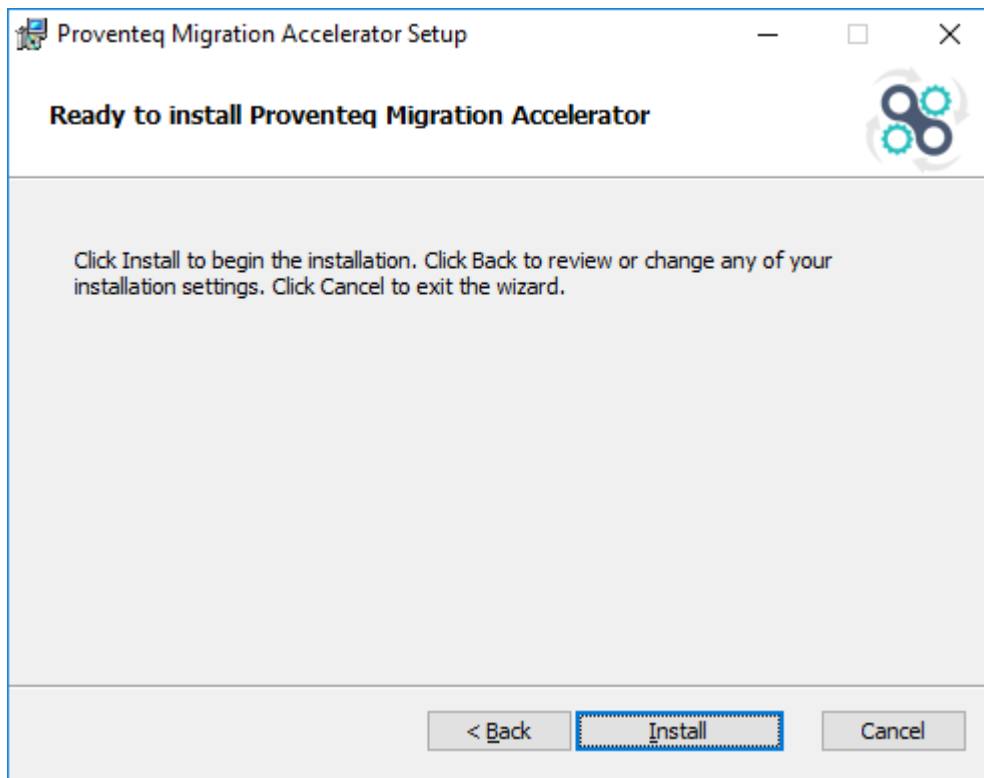 Proventeq Migration Accelerator Setup
Ready to install Proventeq Migration Accelerator
Click Install to begin the installation. Click Back to review or change any of your
installation settings. Click Cancel to exit the wizard.
< Back Install Cancel